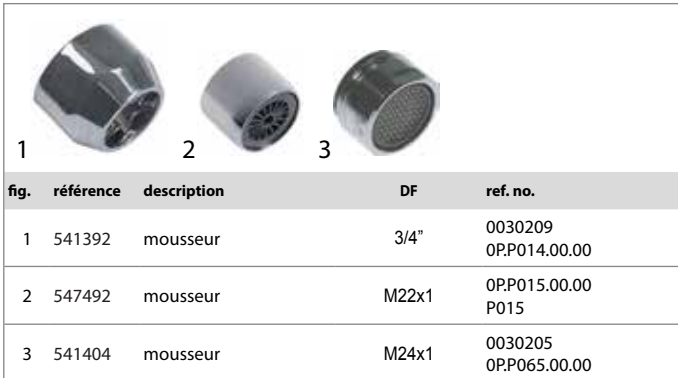 1 2 3
fig. référence description DF ref. no.
1 541392 mousseur 3/4” 0030209
0P.P014.00.00
2 547492 mousseur M22x1 0P.P015.00.00
P015
3 541404 mousseur M24x1 0030205
0P.P065.00.00